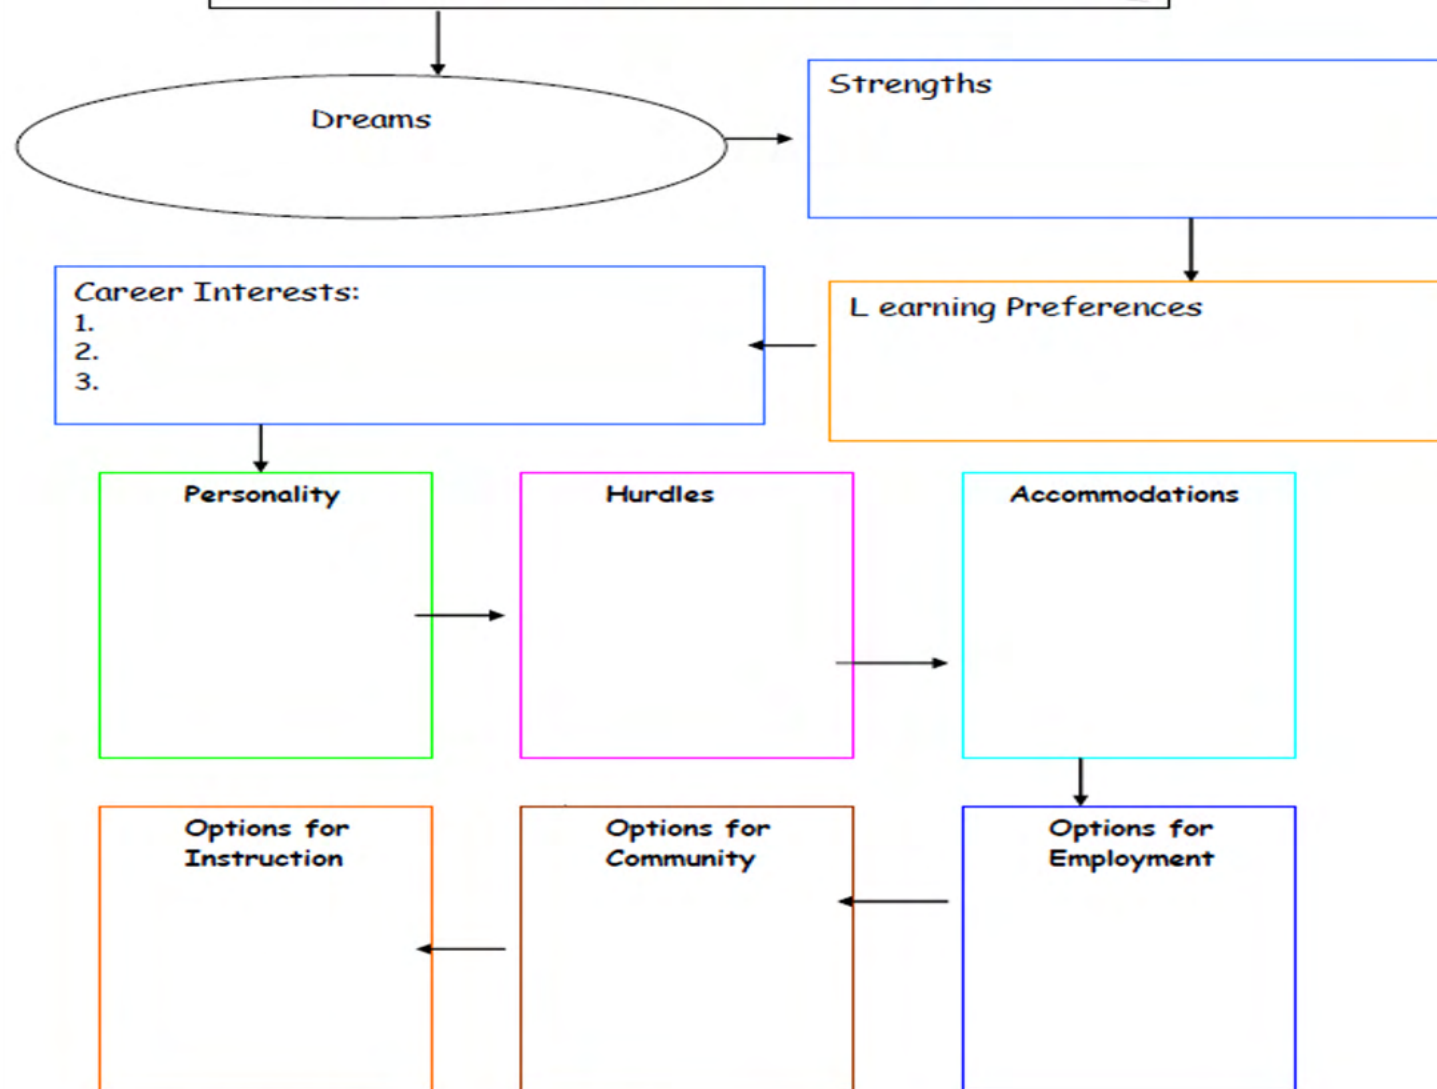 Dreams
Strengths
Career Interests:
1.
2.
3.
L earning Preferences
Personality
Hurdles
Accommodations
Options for
Instruction
Options for
Community
Options for
Employment